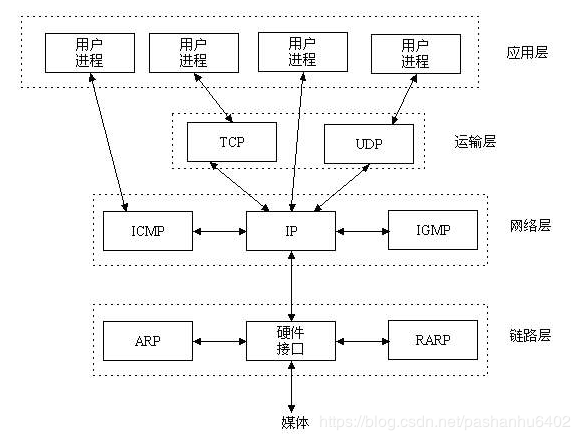 用户
进程
用户
进程
用户
进程
用户
进程
应用层
TCP
UDP
运输层
ICMP
IP
IGMP
网络层
ARP
硬件
接口
RARP
链路层
媒体
https://blog.csdn.net/pashanhu6402